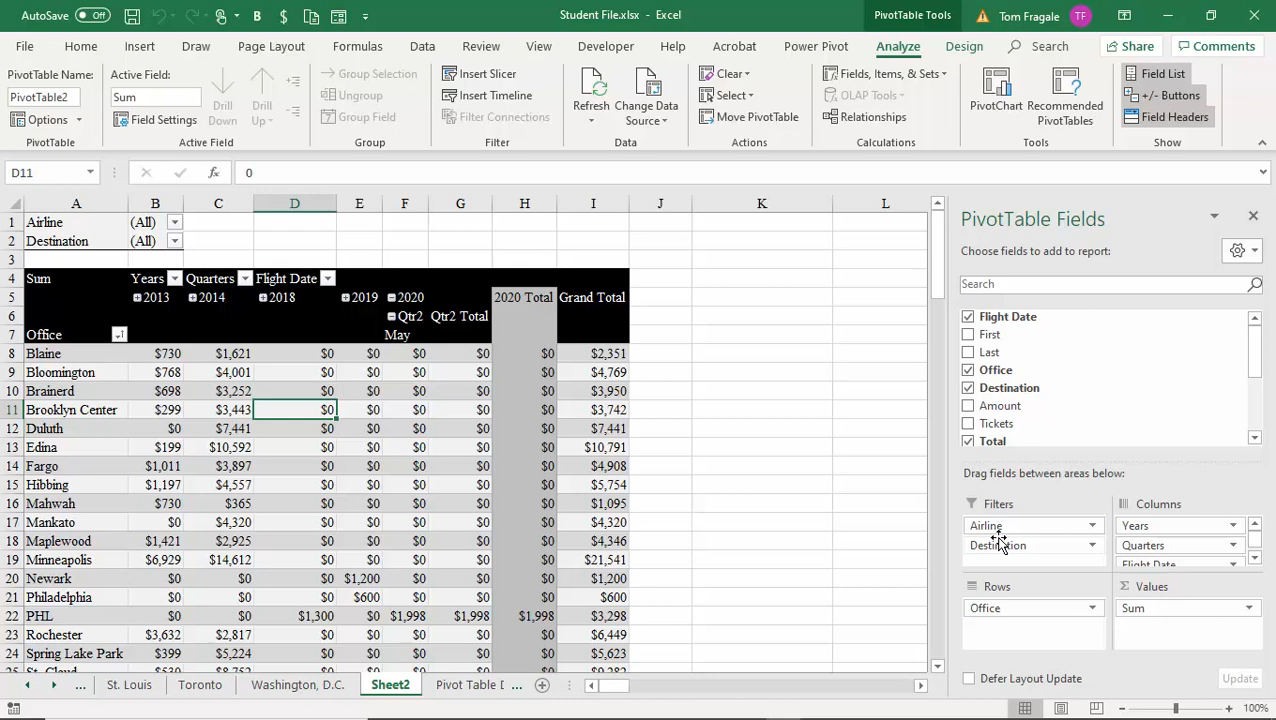 AutoSave Off Student File.xlsx - Excel PivotTable Tools Tom Fragale TF
File Home Insert Draw Page Layout Formulas Data Review View Developer Help Acrobat Power Pivot Analyze Design Search Share Comments
PivotTable Name:
PivotTable2
Options
PivotTable
Active Field:
Sum
Field Settings
Drill Down
Drill Up
Active Field
Group Selection
Ungroup
Group Field
Group
Insert Slicer
Insert Timeline
Filter Connections
Filter
Refresh
Change Data Source
Data
Clear
Select
Move PivotTable
Actions
Fields, Items, & Sets
OLAP Tools
Relationships
Calculations
PivotChart
Recommended PivotTables
Tools
Field List
+/- Buttons
Field Headers
Show
D11 fx 0
A B C D E F G H I J K L
1 Airline (All)
2 Destination (All)
3
4 Sum Years Quarters Flight Date
5 2013 2014 2018 2019 2020 2020 Total Grand Total
6 Qtr2 Qtr2 Total
7 Office May
8 Blaine $730 $1,621 $0 $0 $0 $0 $0 $2,351
9 Bloomington $768 $4,001 $0 $0 $0 $0 $0 $4,769
10 Brainerd $698 $3,252 $0 $0 $0 $0 $0 $3,950
11 Brooklyn Center $299 $3,443 $0 $0 $0 $0 $0 $3,742
12 Duluth $0 $7,441 $0 $0 $0 $0 $0 $7,441
13 Edina $199 $10,592 $0 $0 $0 $0 $0 $10,791
14 Fargo $1,011 $3,897 $0 $0 $0 $0 $0 $4,908
15 Hibbing $1,197 $4,557 $0 $0 $0 $0 $0 $5,754
16 Mahwah $730 $365 $0 $0 $0 $0 $0 $1,095
17 Mankato $0 $4,320 $0 $0 $0 $0 $0 $4,320
18 Maplewood $1,421 $2,925 $0 $0 $0 $0 $0 $4,346
19 Minneapolis $6,929 $14,612 $0 $0 $0 $0 $0 $21,541
20 Newark $0 $0 $0 $1,200 $0 $0 $0 $1,200
21 Philadelphia $0 $0 $0 $600 $0 $0 $0 $600
22 PHL $0 $0 $1,300 $0 $1,998 $1,998 $1,998 $3,298
23 Rochester $3,632 $2,817 $0 $0 $0 $0 $0 $6,449
24 Spring Lake Park $399 $5,224 $0 $0 $0 $0 $0 $5,623
25 St. Cloud $530 $8,752 $0 $0 $0 $0 $0 $9,282
PivotTable Fields
Choose fields to add to report:
Search
Flight Date
First
Last
Office
Destination
Amount
Tickets
Total
Drag fields between areas below:
Filters
Airline
Destination
Columns
Years
Quarters
Flight Date
Rows
Office
Σ Values
Sum
Defer Layout Update Update
... St. Louis Toronto Washington, D.C. Sheet2 Pivot Table D ...
100%